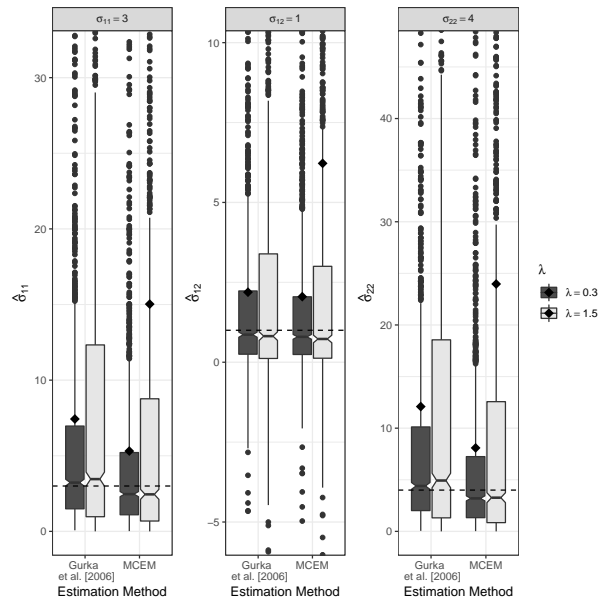 σ₁₁ = 3
30
20
10
0
σ̂₁₁
Gurka
et al. [2006]
MCEM
Estimation Method
σ₁₂ = 1
10
5
0
−5
σ̂₁₂
Gurka
et al. [2006]
MCEM
Estimation Method
σ₂₂ = 4
40
30
20
10
0
σ̂₂₂
Gurka
et al. [2006]
MCEM
Estimation Method
λ
λ = 0.3
λ = 1.5